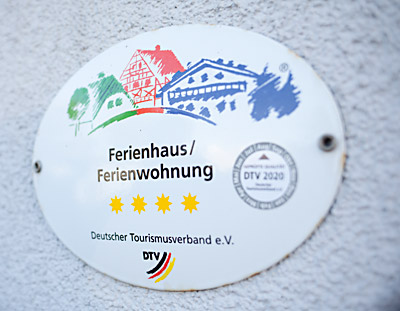 ®
Ferienhaus/
Ferienwohnung
DTV 2020
Deutscher Tourismusverband e.V.
DTV